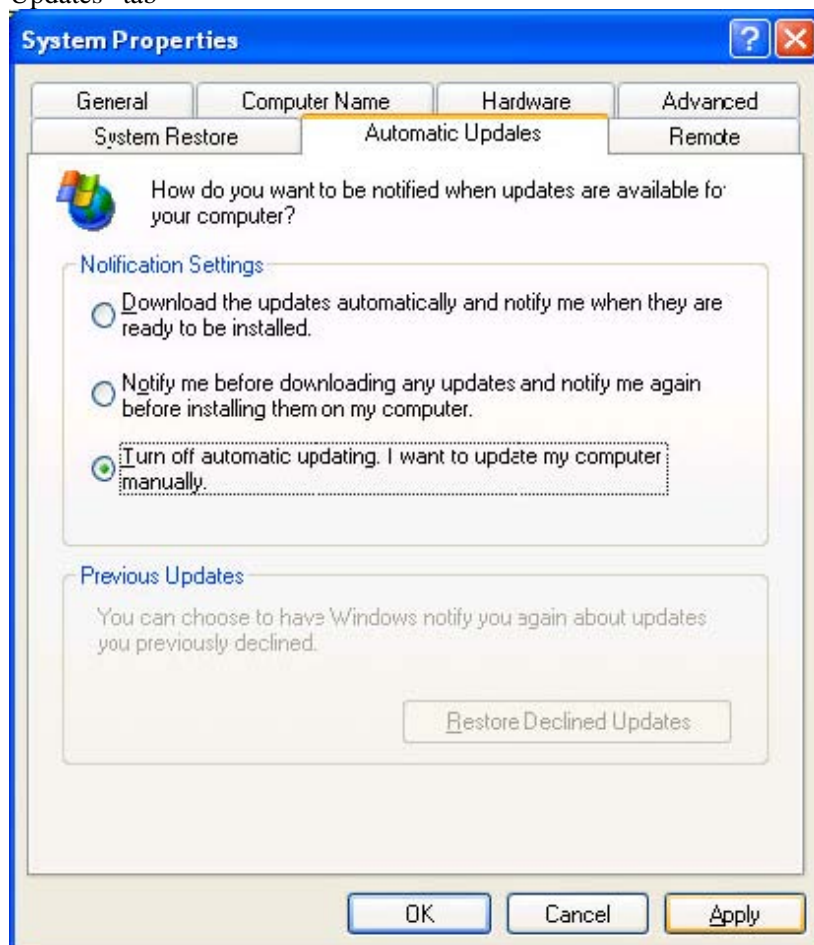 Updates" tab
System Properties
General Computer Name Hardware Advanced
System Restore Automatic Updates Remote
How do you want to be notified when updates are available for
your computer?
Notification Settings
Download the updates automatically and notify me when they are
ready to be installed.
Notify me before downloading any updates and notify me again
before installing them on my computer.
Turn off automatic updating. I want to update my computer
manually.
Previous Updates
You can choose to have Windows notify you again about updates
you previously declined.
Restore Declined Updates
OK Cancel Apply